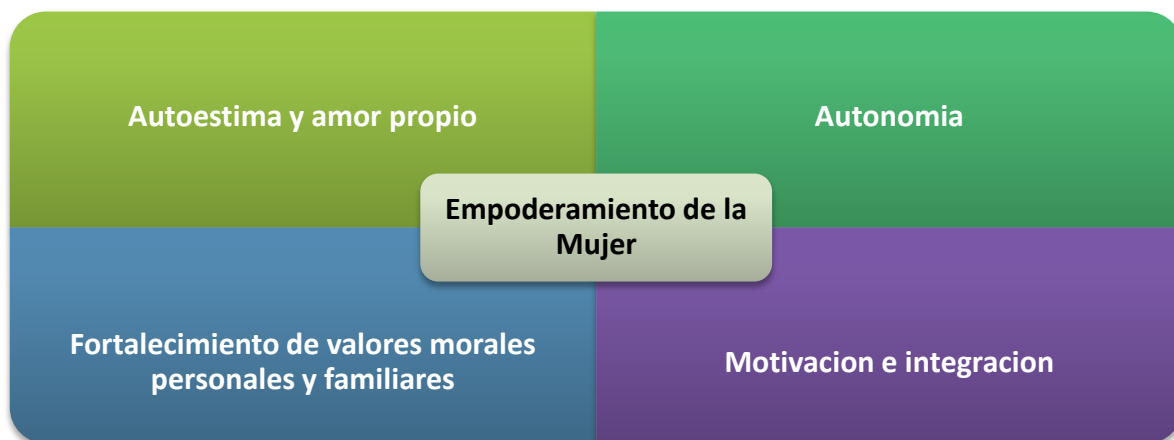 Autoestima y amor propio
Autonomia
Empoderamiento de la
Mujer
Fortalecimiento de valores morales
personales y familiares
Motivacion e integracion